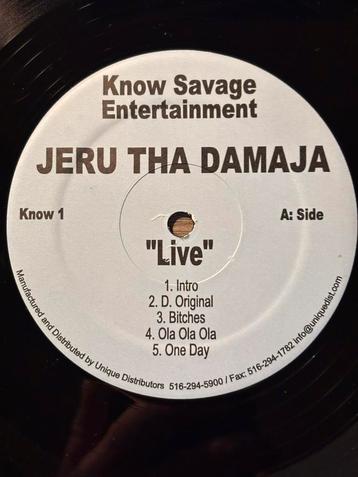 Know Savage
Entertainment
JERU THA DAMAJA
Know 1
A: Side
"Live"
1. Intro
2. D. Original
3. Bitches
4. Ola Ola Ola
5. One Day
Manufactured and Distributed by Unique Distributors 516-294-5900 / Fax: 516-294-1782 Info@uniquedist.com